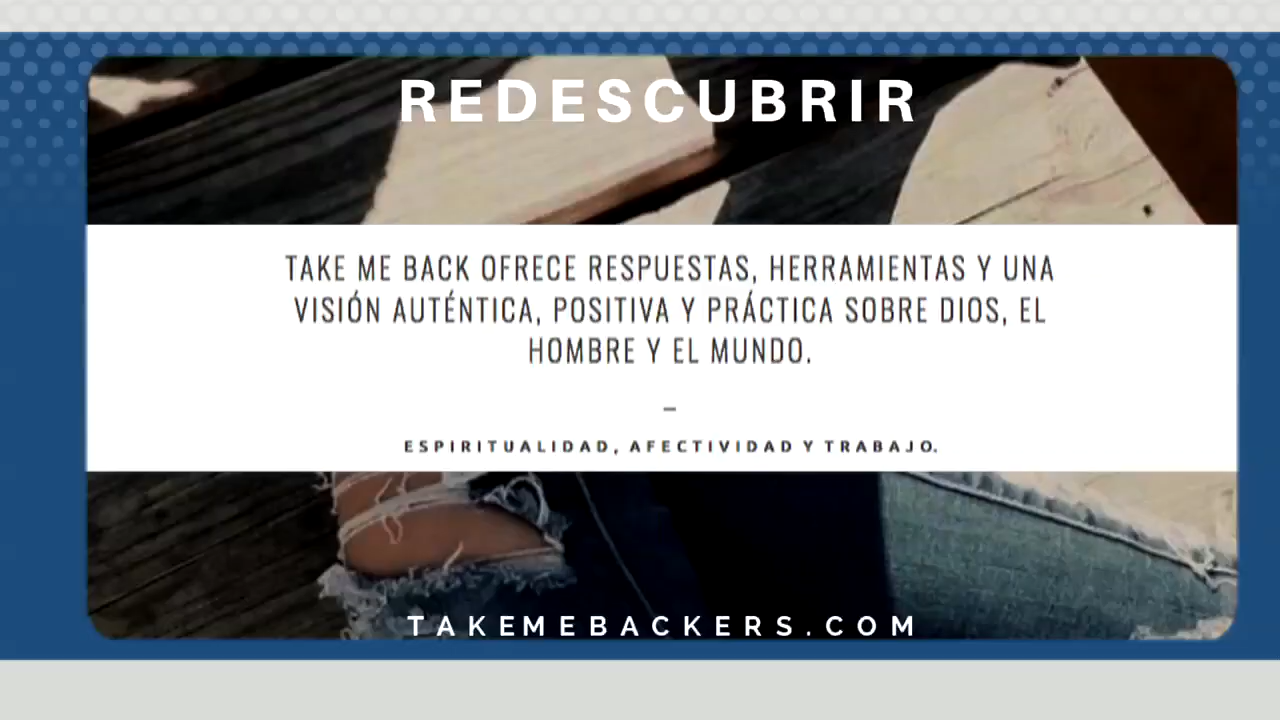 REDESCUBRIR
TAKE ME BACK OFRECE RESPUESTAS, HERRAMIENTAS Y UNA
VISIÓN AUTÉNTICA, POSITIVA Y PRÁCTICA SOBRE DIOS, EL
HOMBRE Y EL MUNDO.
–
ESPIRITUALIDAD, AFECTIVIDAD Y TRABAJO.
TAKEMEBACKERS.COM